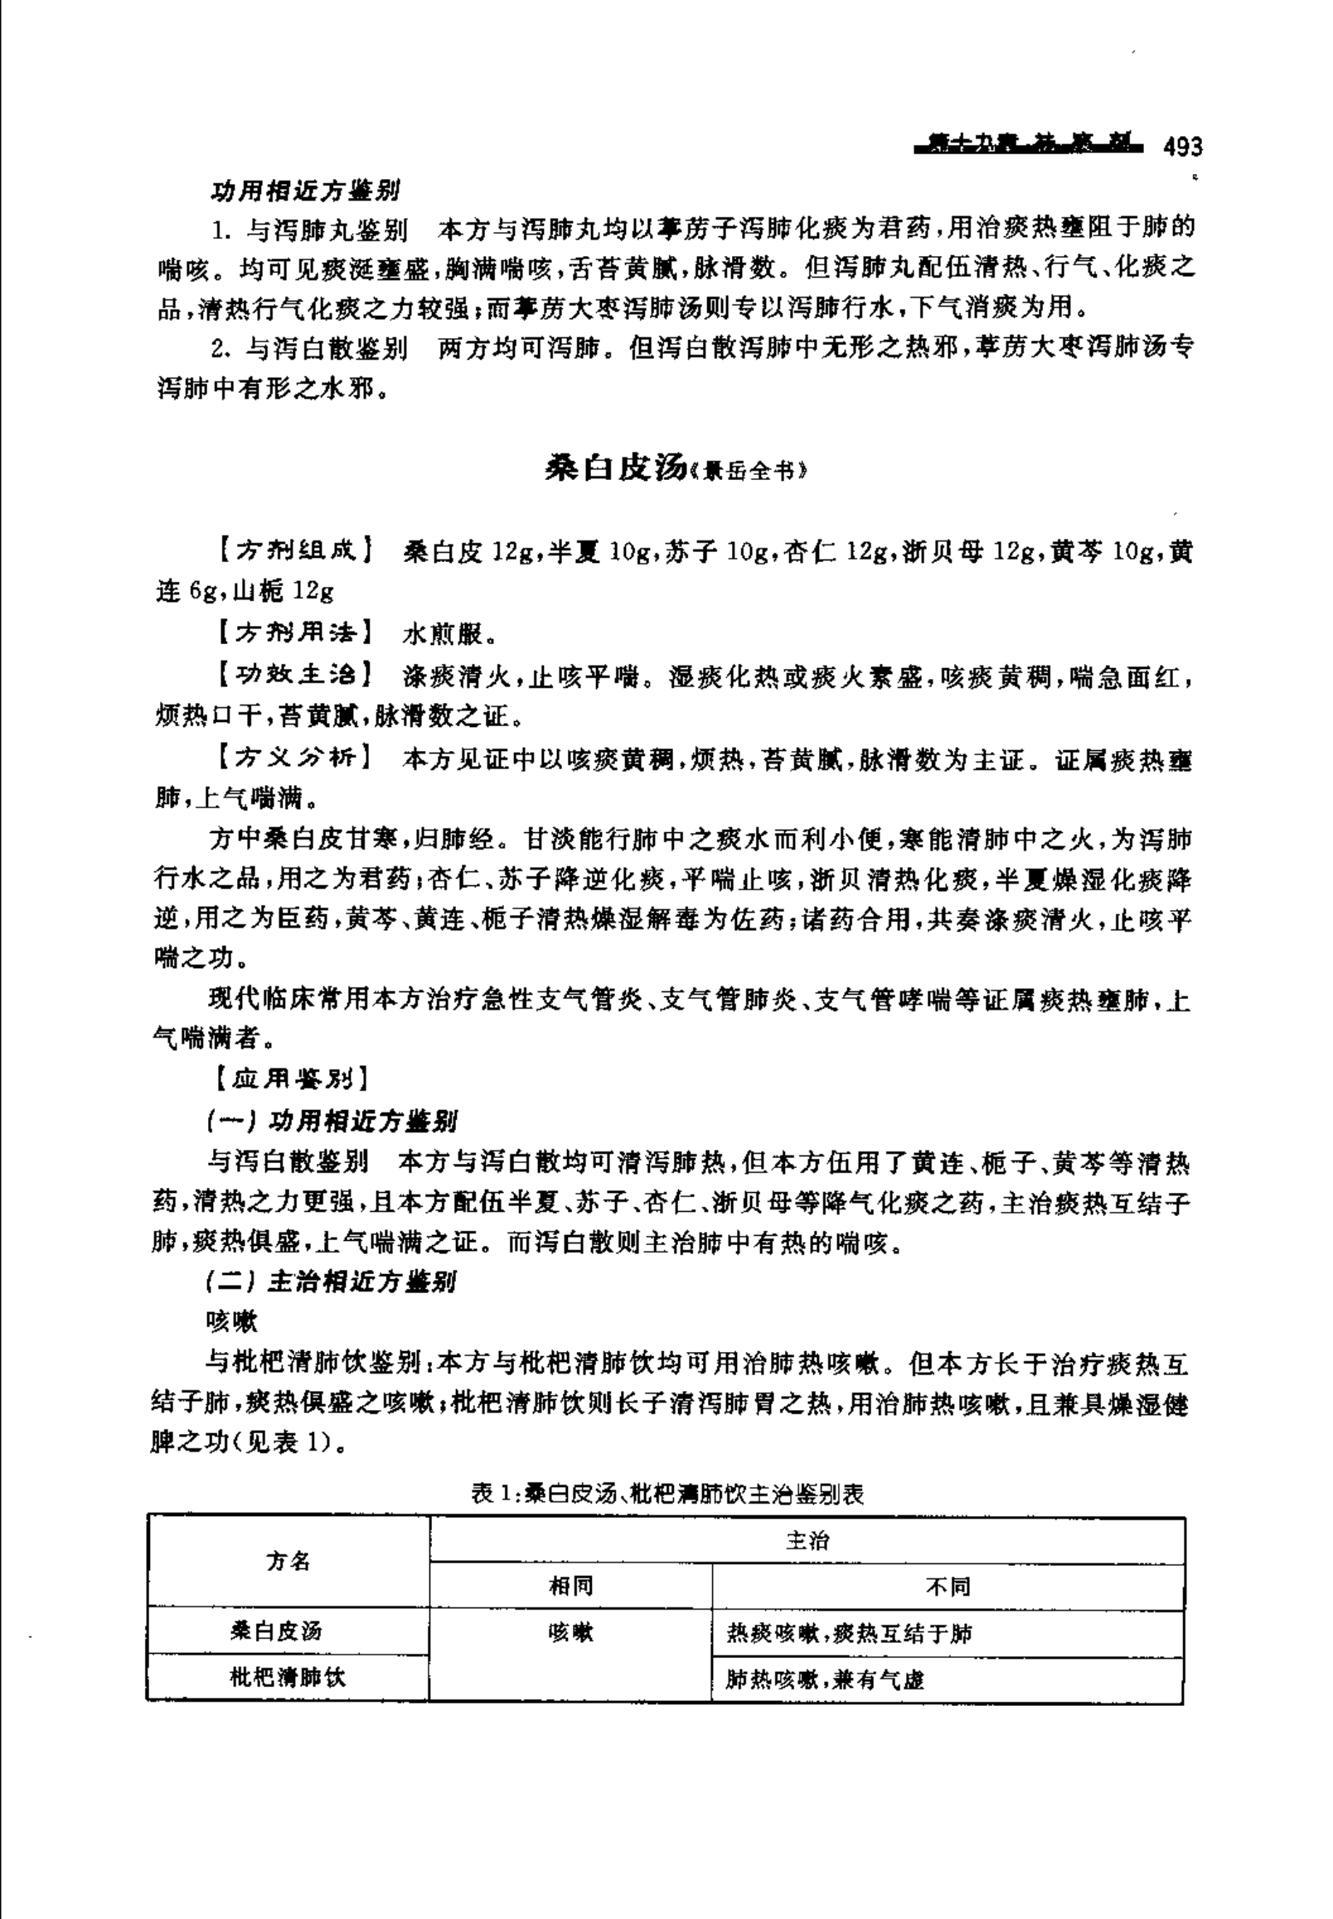 第十九章 祛痰剂 493
功用相近方鉴别
1. 与泻肺丸鉴别 本方与泻肺丸均以葶苈子泻肺化痰为君药,用治痰热壅阻于肺的
喘咳。均可见痰涎壅盛,胸满喘咳,舌苔黄腻,脉滑数。但泻肺丸配伍清热、行气、化痰之
品,清热行气化痰之力较强;而葶苈大枣泻肺汤则专以泻肺行水,下气消痰为用。
2. 与泻白散鉴别 两方均可泻肺。但泻白散泻肺中无形之热邪,葶苈大枣泻肺汤专
泻肺中有形之水邪。
桑白皮汤《景岳全书》
【方剂组成】 桑白皮 12g,半夏 10g,苏子 10g,杏仁 12g,浙贝母 12g,黄芩 10g,黄
连 6g,山栀 12g
【方剂用法】 水煎服。
【功效主治】 涤痰清火,止咳平喘。湿痰化热或痰火素盛,咳痰黄稠,喘急面红,
烦热口干,苔黄腻,脉滑数之证。
【方义分析】 本方见证中以咳痰黄稠,烦热,苔黄腻,脉滑数为主证。证属痰热壅
肺,上气喘满。
方中桑白皮甘寒,归肺经。甘淡能行肺中之痰水而利小便,寒能清肺中之火,为泻肺
行水之品,用之为君药;杏仁、苏子降逆化痰,平喘止咳,浙贝清热化痰,半夏燥湿化痰降
逆,用之为臣药,黄芩、黄连、栀子清热燥湿解毒为佐药;诸药合用,共奏涤痰清火,止咳平
喘之功。
现代临床常用本方治疗急性支气管炎、支气管肺炎、支气管哮喘等证属痰热壅肺,上
气喘满者。
【应用鉴别】
(一) 功用相近方鉴别
与泻白散鉴别 本方与泻白散均可清泻肺热,但本方伍用了黄连、栀子、黄芩等清热
药,清热之力更强,且本方配伍半夏、苏子、杏仁、浙贝母等降气化痰之药,主治痰热互结子
肺,痰热俱盛,上气喘满之证。而泻白散则主治肺中有热的喘咳。
(二) 主治相近方鉴别
咳嗽
与枇杷清肺饮鉴别:本方与枇杷清肺饮均可用治肺热咳嗽。但本方长于治疗痰热互
结子肺,痰热俱盛之咳嗽;枇杷清肺饮则长子清泻肺胃之热,用治肺热咳嗽,且兼具燥湿健
脾之功(见表 1)。
表 1:桑白皮汤、枇杷清肺饮主治鉴别表
方名 主治
相同 不同
桑白皮汤 咳嗽 热痰咳嗽,痰热互结于肺
枇杷清肺饮 肺热咳嗽,兼有气虚